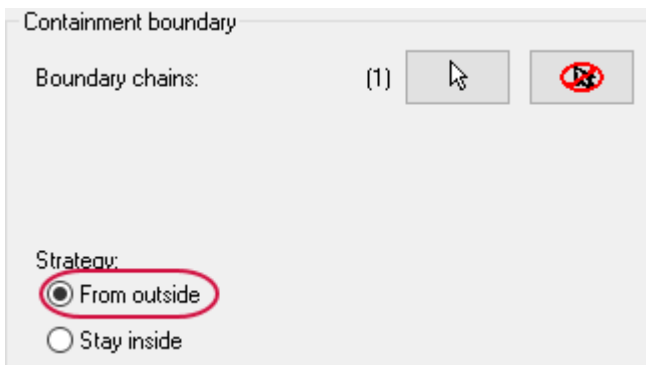 Containment boundary
Boundary chains: (1)
Strategy:
From outside
Stay inside